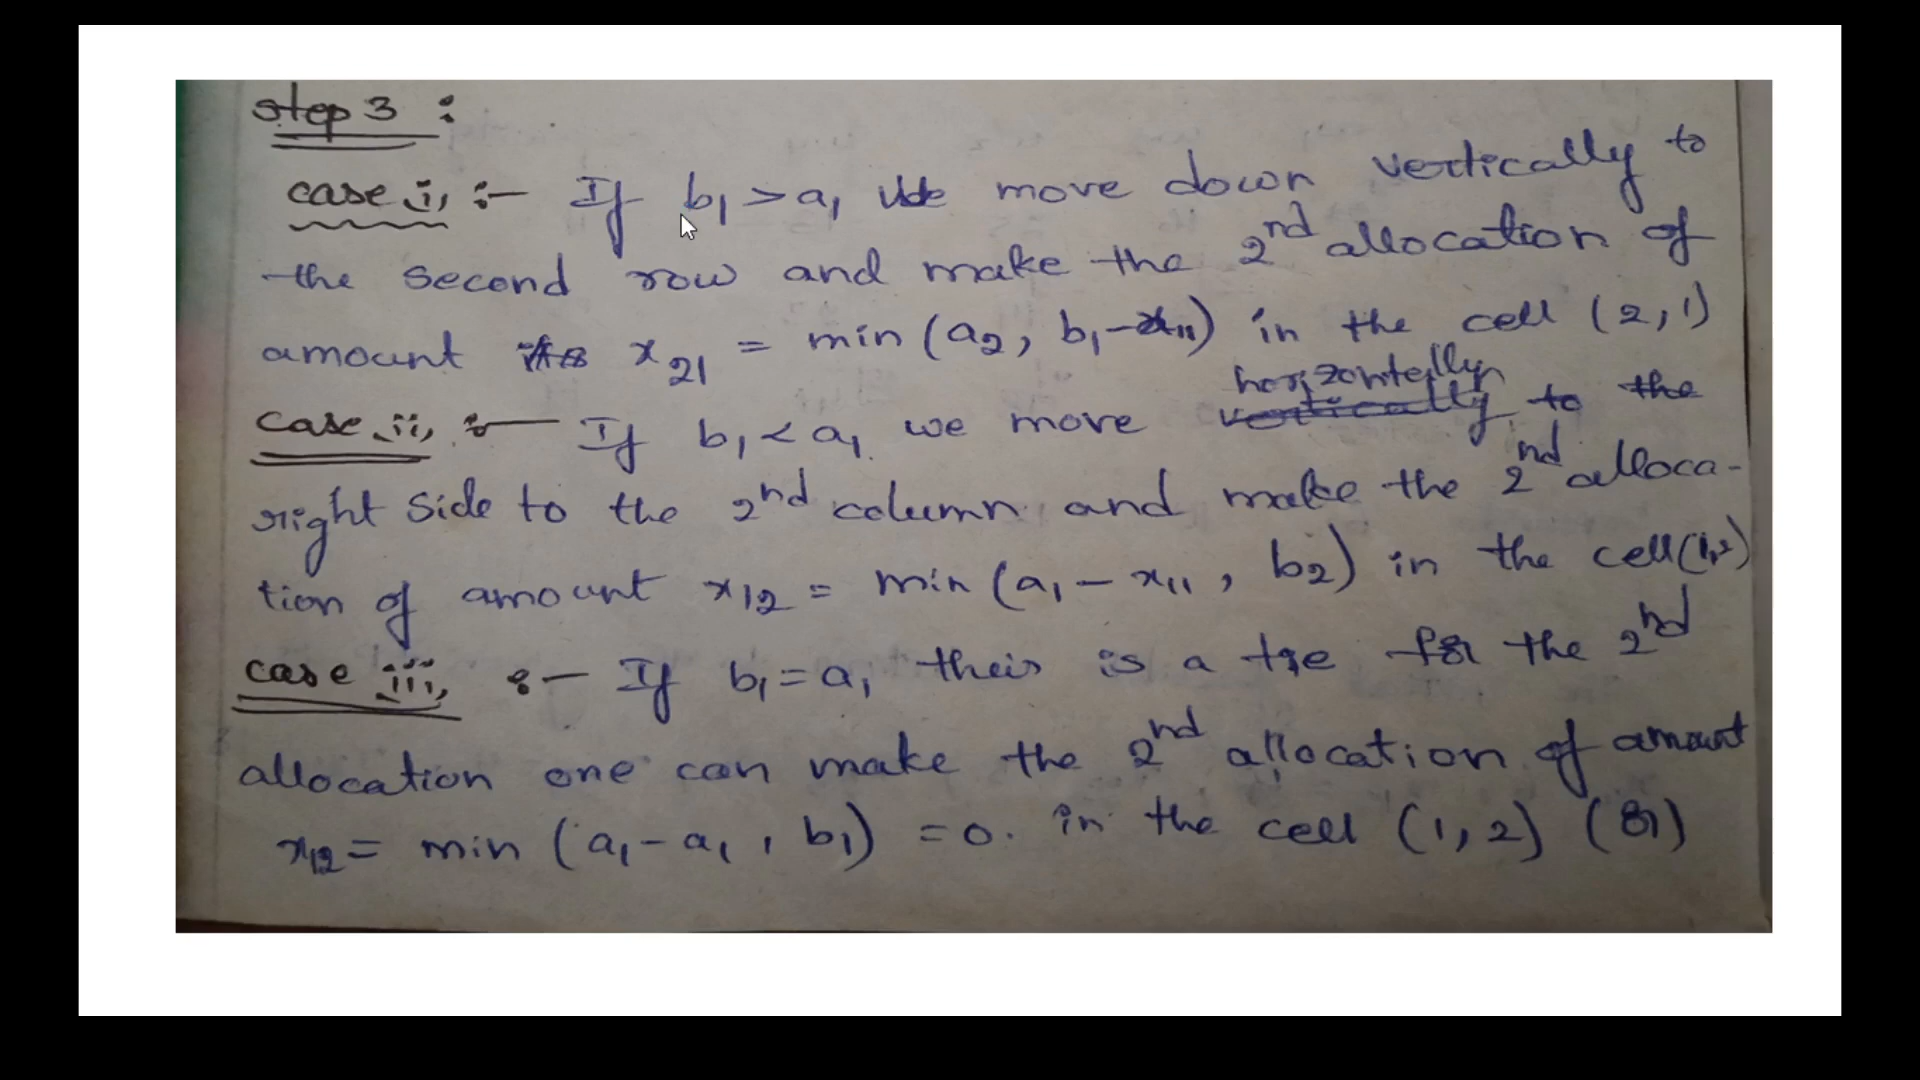 Step 3 :
case i, :- If b₁ > a₁ we move down vertically to
the second row and make the 2nd allocation of
amount x₂₁ = min (a₂, b₁-x₁₁) in the cell (2,1)
case ii, :- If b₁ < a₁ we move horizontally to the
right side to the 2nd column and make the 2nd alloca-
tion of amount x₁₂ = min (a₁ - x₁₁, b₂) in the cell (1,2)
case iii, :- If b₁ = a₁ their is a tie for the 2nd
allocation one can make the 2nd allocation of amount
x₁₂ = min (a₁ - a₁, b₁) = 0. in the cell (1,2) (or)